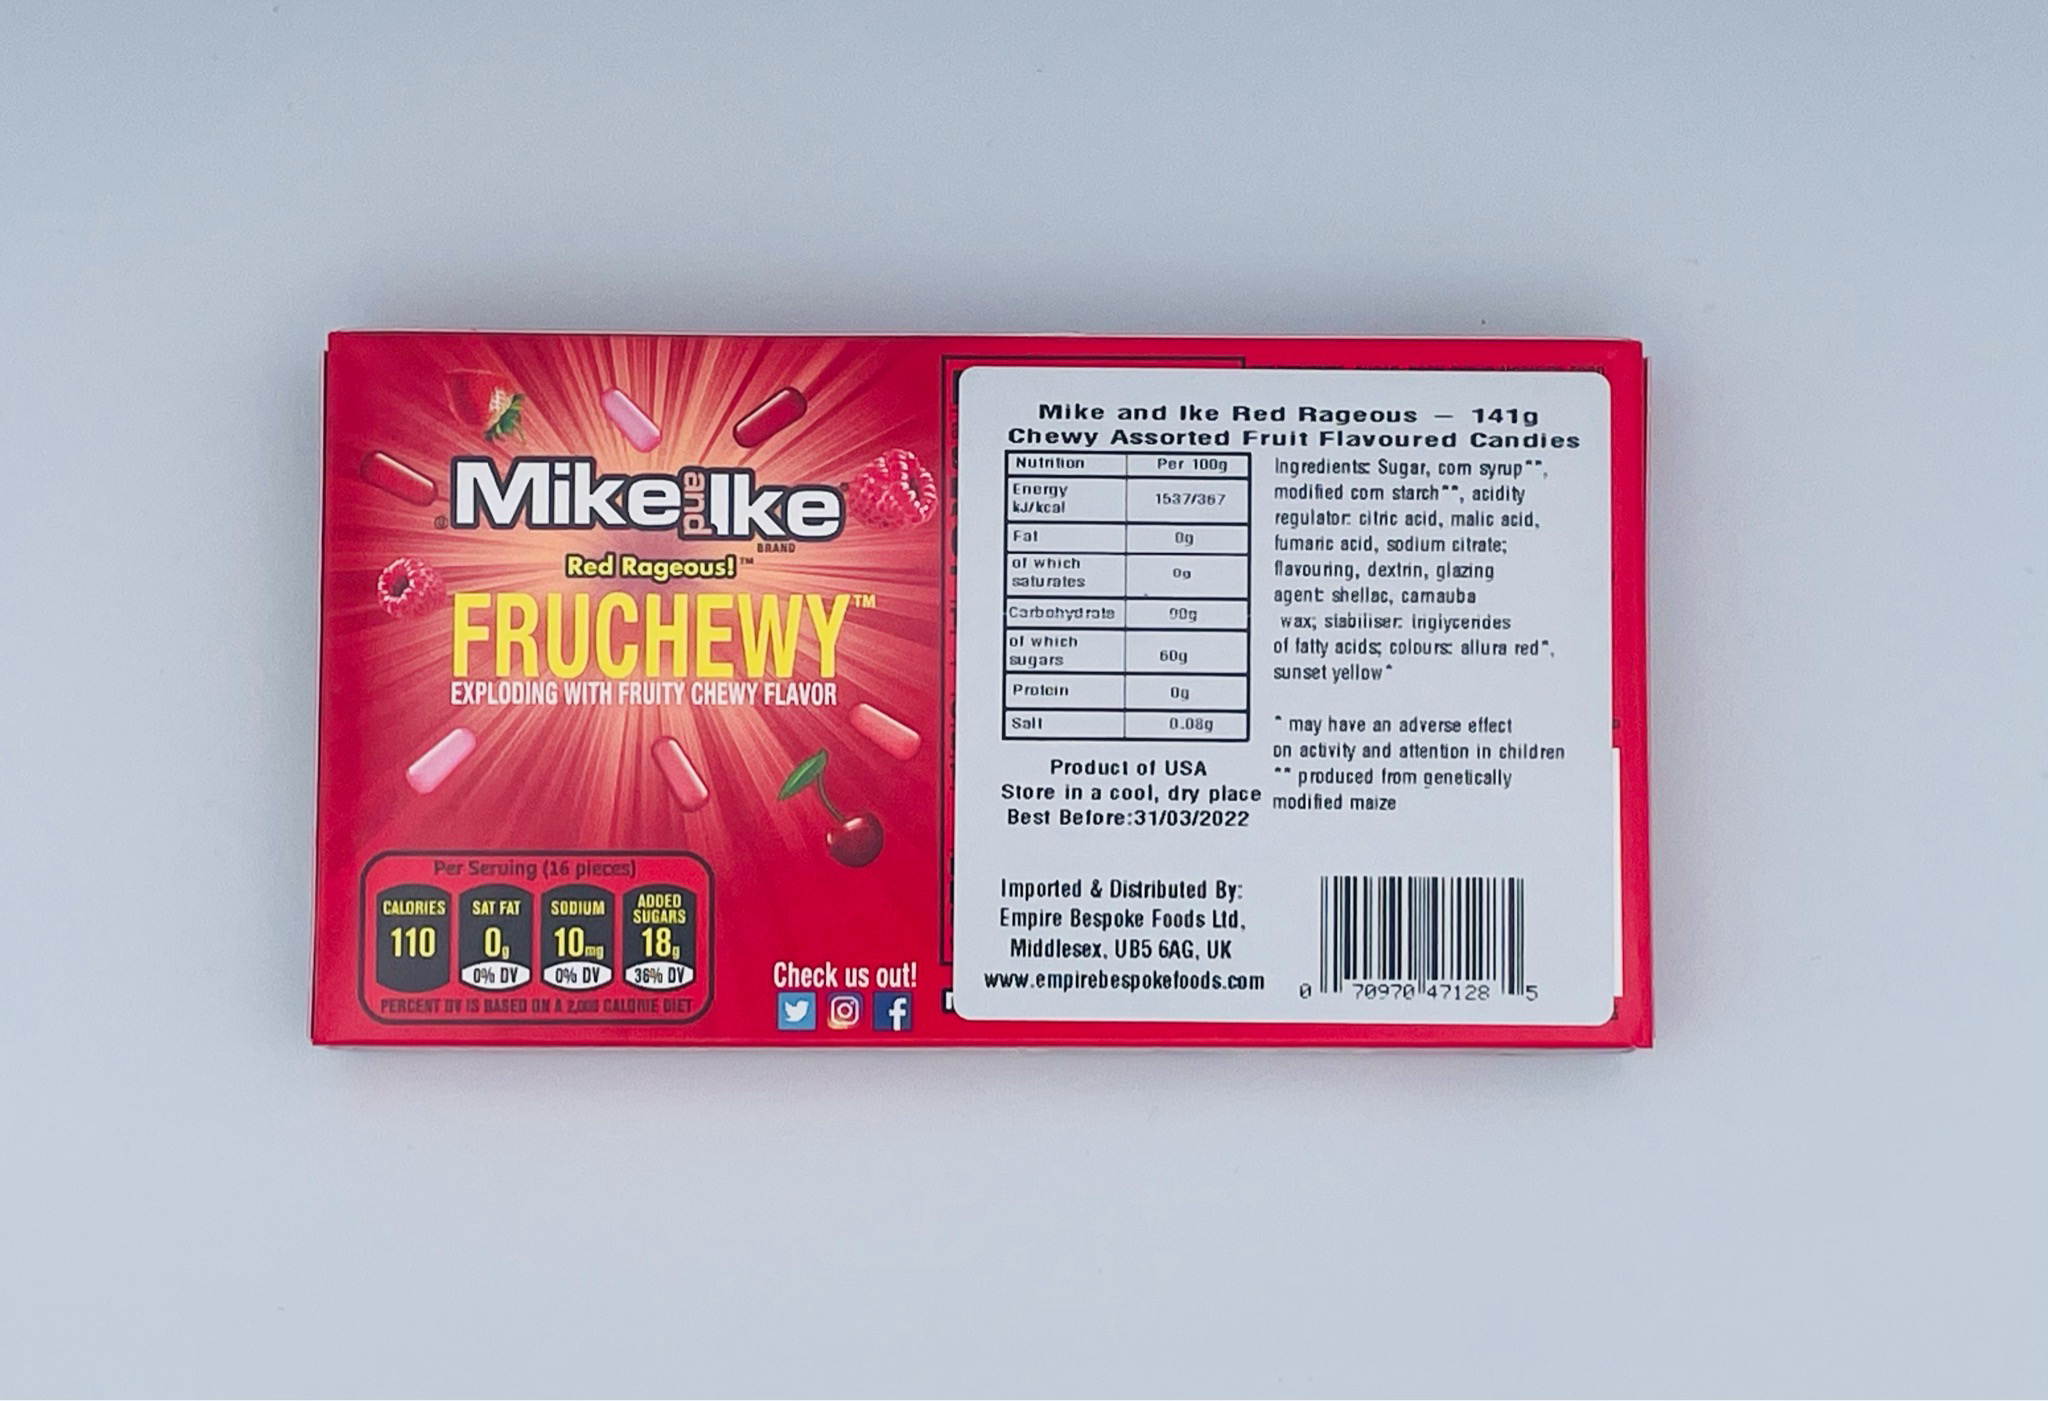 Mike and Ike
BRAND
Red Rageous!™
FRUCHEWY™
EXPLODING WITH FRUITY CHEWY FLAVOR
Per Serving (16 pieces)
CALORIES
110
SAT FAT
0g
0% DV
SODIUM
10mg
0% DV
ADDED
SUGARS
18g
36% DV
PERCENT DV IS BASED ON A 2,000 CALORIE DIET
Check us out!
Mike and Ike Red Rageous – 141g
Chewy Assorted Fruit Flavoured Candies
Nutrition Per 100g
Energy
kJ/kcal 1537/367
Fat 0g
of which
saturates 0g
Carbohydrate 90g
of which
sugars 60g
Protein 0g
Salt 0.08g
Product of USA
Store in a cool, dry place
Best Before:31/03/2022
Ingredients: Sugar, corn syrup**,
modified corn starch**, acidity
regulator: citric acid, malic acid,
fumaric acid, sodium citrate;
flavouring, dextrin, glazing
agent: shellac, carnauba
wax; stabiliser: triglycerides
of fatty acids; colours: allura red*,
sunset yellow*
* may have an adverse effect
on activity and attention in children
** produced from genetically
modified maize
Imported & Distributed By:
Empire Bespoke Foods Ltd,
Middlesex, UB5 6AG, UK
www.empirebespokefoods.com
0 70970 47128 5